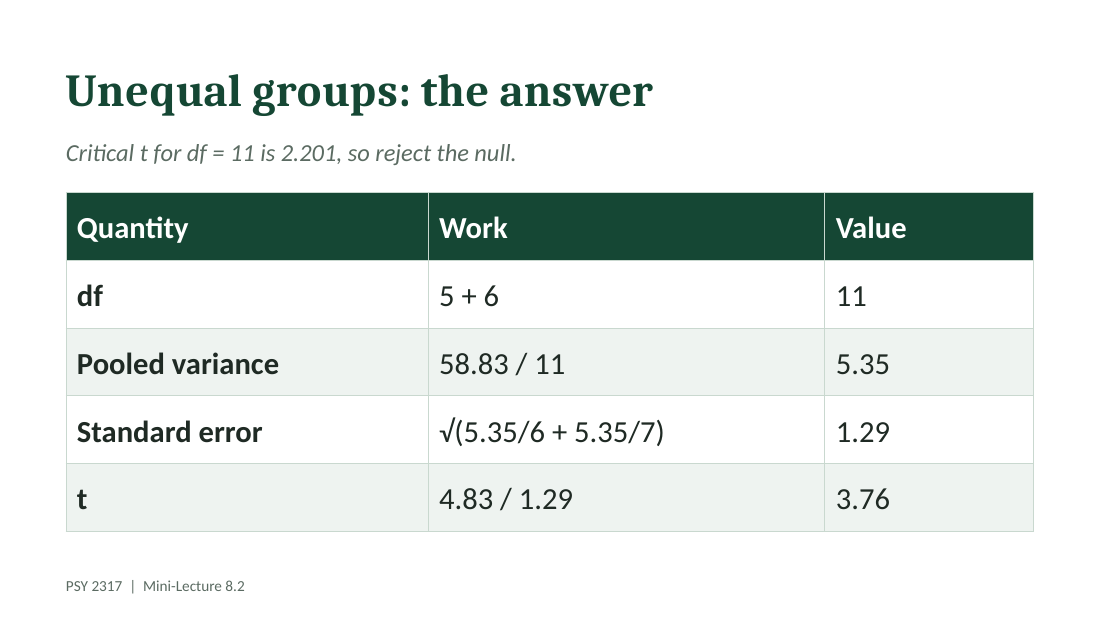 Unequal groups: the answer
Critical t for df = 11 is 2.201, so reject the null.
Quantity Work Value
df 5 + 6 11
Pooled variance 58.83 / 11 5.35
Standard error √(5.35/6 + 5.35/7) 1.29
t 4.83 / 1.29 3.76
PSY 2317 | Mini-Lecture 8.2